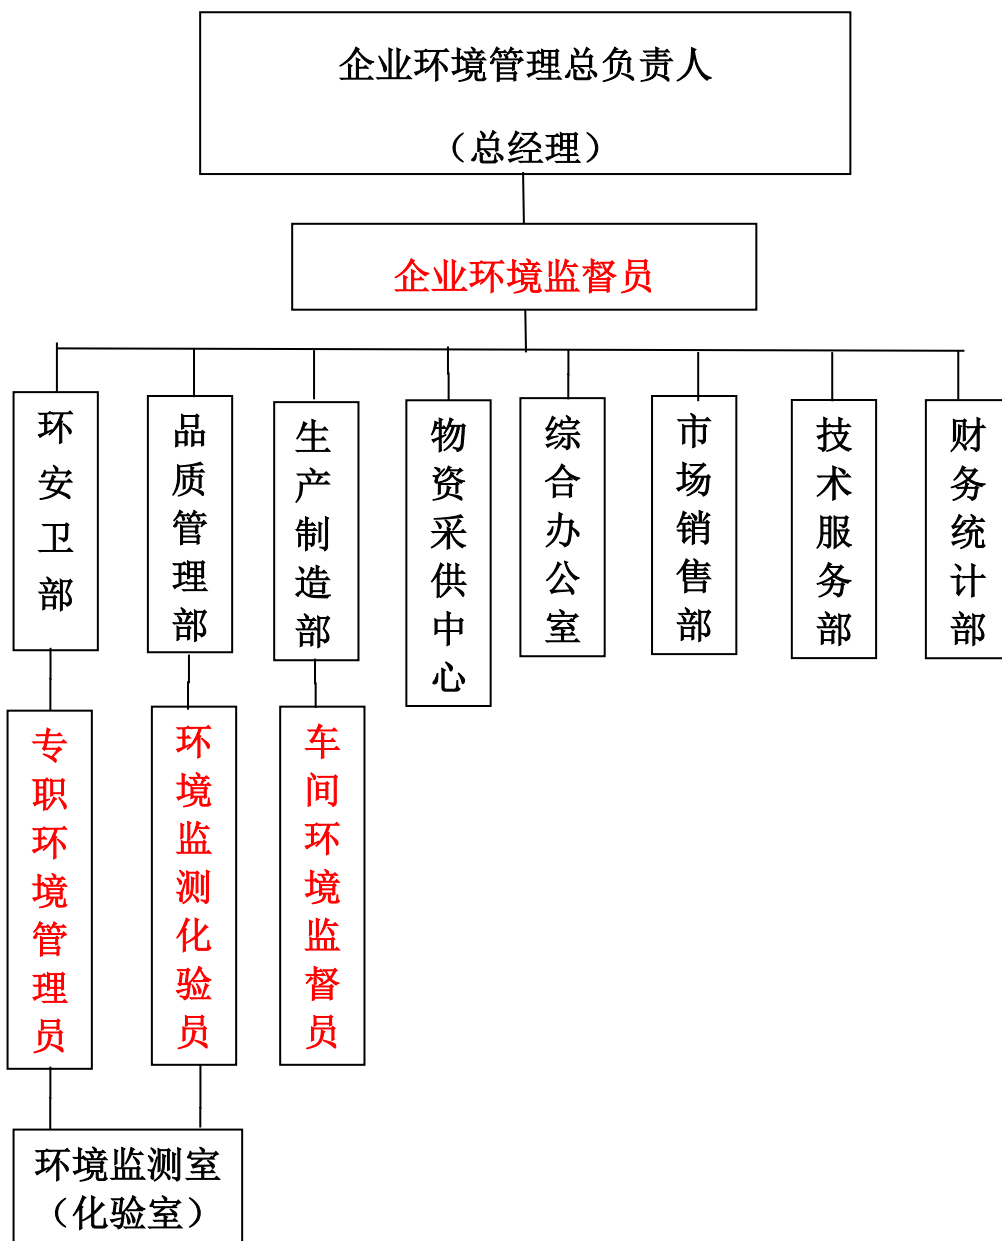 企业环境管理总负责人
（总经理）
企业环境监督员
环安卫部
品质管理部
生产制造部
物资采供中心
综合办公室
市场销售部
技术服务部
财务统计部
专职环境管理员
环境监测化验员
车间环境监督员
环境监测室
（化验室）